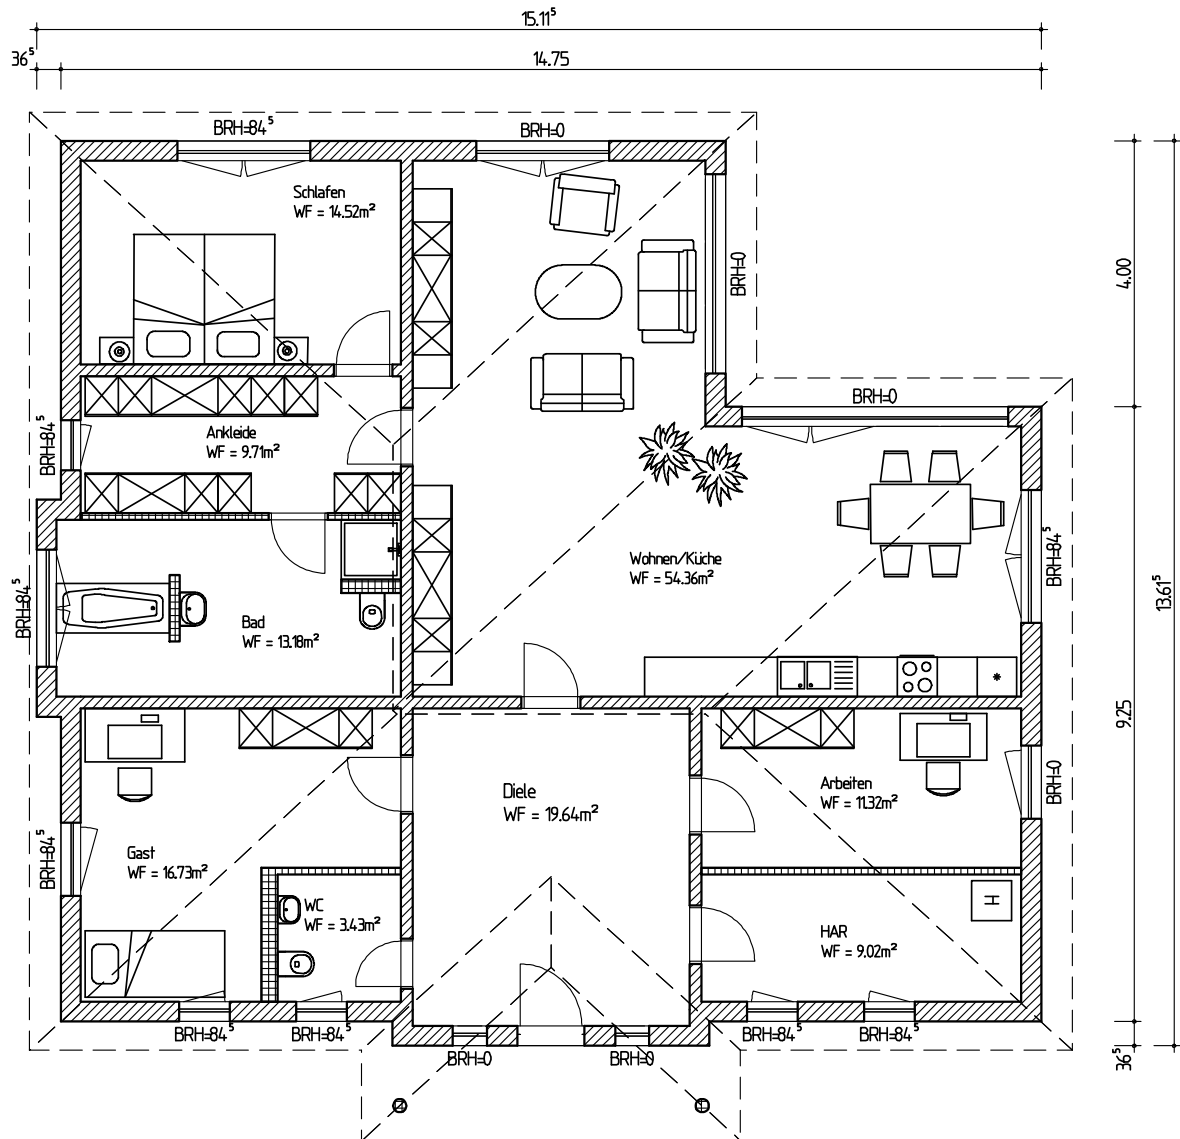 15.11⁵
36⁵
14.75
BRH=84⁵
BRH=0
Schlafen
WF = 14.52m²
BRH=0
4.00
BRH=0
Ankleide
WF = 9.71m²
BRH=84⁵
Wohnen/Küche
WF = 54.36m²
BRH=84⁵
BRH=84⁵
Bad
WF = 13.18m²
13.61⁵
9.25
Diele
WF = 19.64m²
Arbeiten
WF = 11.32m²
BRH=0
Gast
WF = 16.73m²
BRH=84⁵
WC
WF = 3.43m²
HAR
WF = 9.02m²
H
BRH=84⁵
BRH=84⁵
BRH=0
BRH=0
BRH=84⁵
BRH=84⁵
36⁵